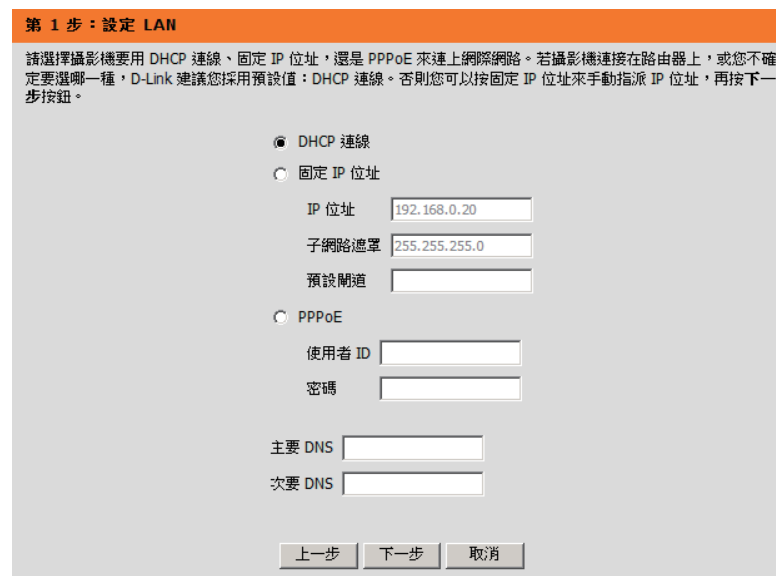 第 1 步：設定 LAN
請選擇攝影機要用 DHCP 連線、固定 IP 位址，還是 PPPoE 來連上網際網路。若攝影機連接在路由器上，或您不確
定要選哪一種，D-Link 建議您採用預設值：DHCP 連線。否則您可以按固定 IP 位址來手動指派 IP 位址，再按下一
步按鈕。
DHCP 連線
固定 IP 位址
IP 位址 192.168.0.20
子網路遮罩 255.255.255.0
預設閘道
PPPoE
使用者 ID
密碼
主要 DNS
次要 DNS
上一步 下一步 取消